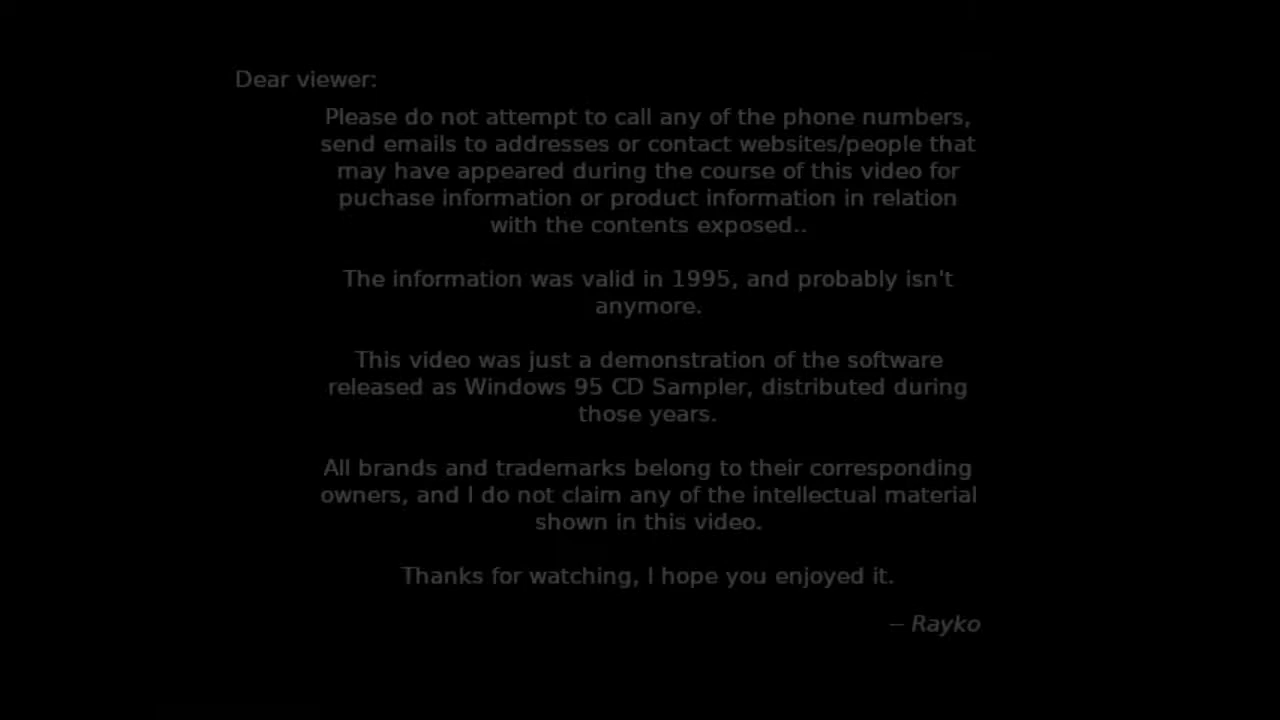 Dear viewer:
Please do not attempt to call any of the phone numbers,
send emails to addresses or contact websites/people that
may have appeared during the course of this video for
puchase information or product information in relation
with the contents exposed..
The information was valid in 1995, and probably isn't
anymore.
This video was just a demonstration of the software
released as Windows 95 CD Sampler, distributed during
those years.
All brands and trademarks belong to their corresponding
owners, and I do not claim any of the intellectual material
shown in this video.
Thanks for watching, I hope you enjoyed it.
– Rayko